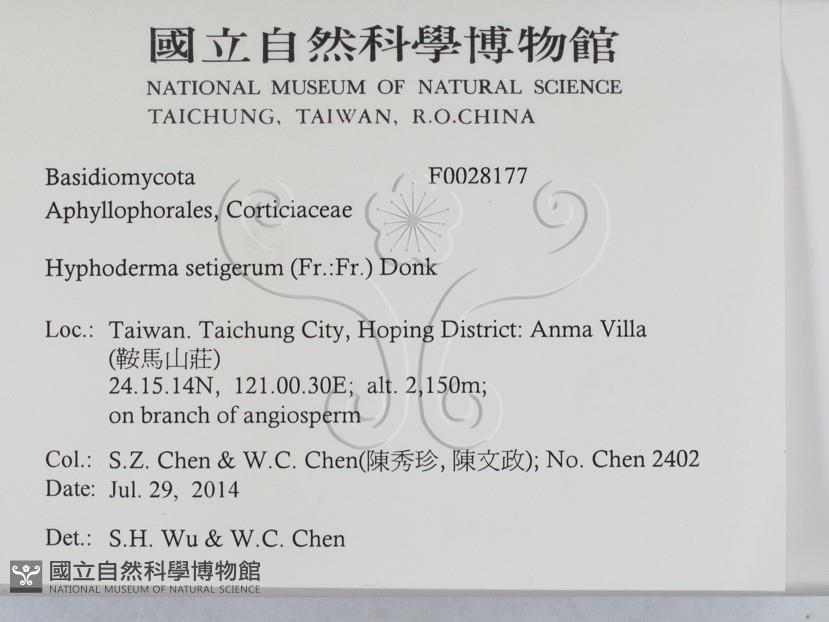 國立自然科學博物館
NATIONAL MUSEUM OF NATURAL SCIENCE
TAICHUNG, TAIWAN, R.O.CHINA
Basidiomycota F0028177
Aphyllophorales, Corticiaceae
Hyphoderma setigerum (Fr.:Fr.) Donk
Loc.: Taiwan. Taichung City, Hoping District: Anma Villa
(鞍馬山莊)
24.15.14N, 121.00.30E; alt. 2,150m;
on branch of angiosperm
Col.: S.Z. Chen & W.C. Chen(陳秀珍, 陳文政); No. Chen 2402
Date: Jul. 29, 2014
Det.: S.H. Wu & W.C. Chen
國立自然科學博物館
NATIONAL MUSEUM OF NATURAL SCIENCE